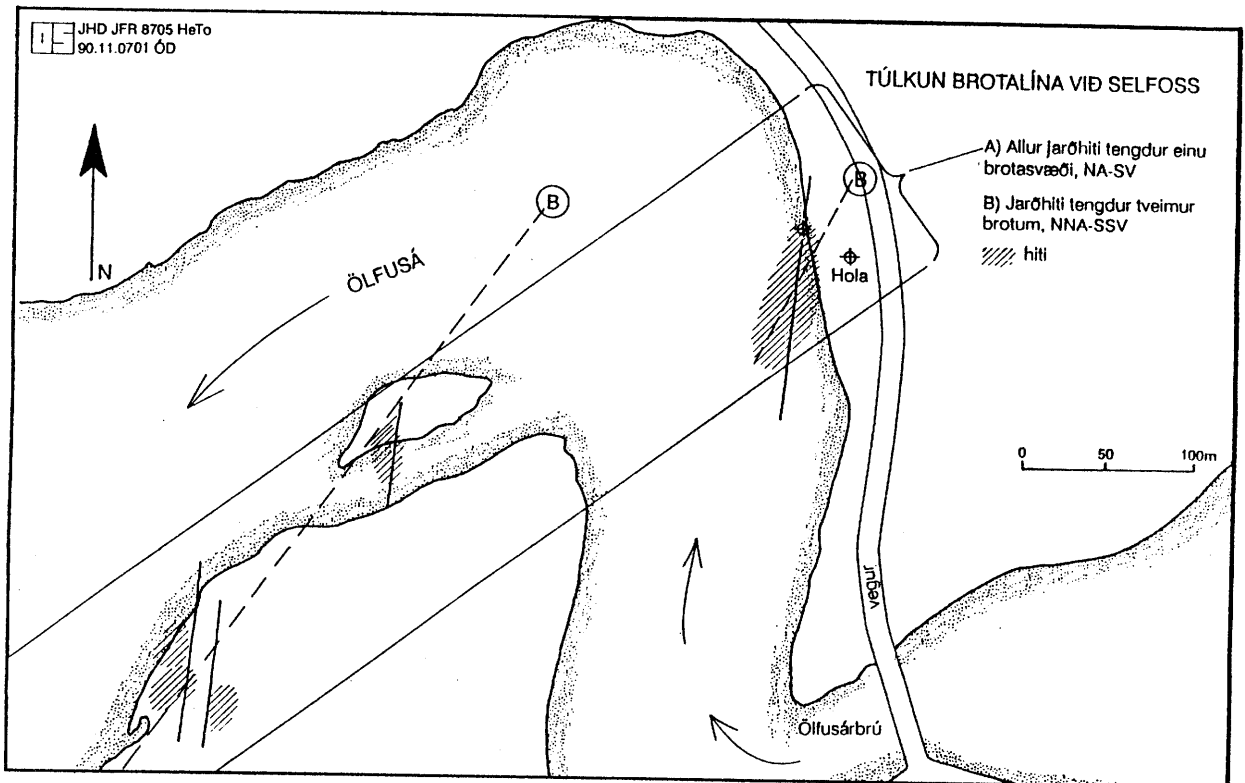 JHD JFR 8705 HeTo
90.11.0701 ÓD
TÚLKUN BROTALÍNA VIÐ SELFOSS
A) Allur jarðhiti tengdur einu
brotasvæði, NA-SV
B) Jarðhiti tengdur tveimur
brotum, NNA-SSV
hiti
B
B
N
ÖLFUSÁ
Hola
0 50 100m
vegur
Ölfusárbrú